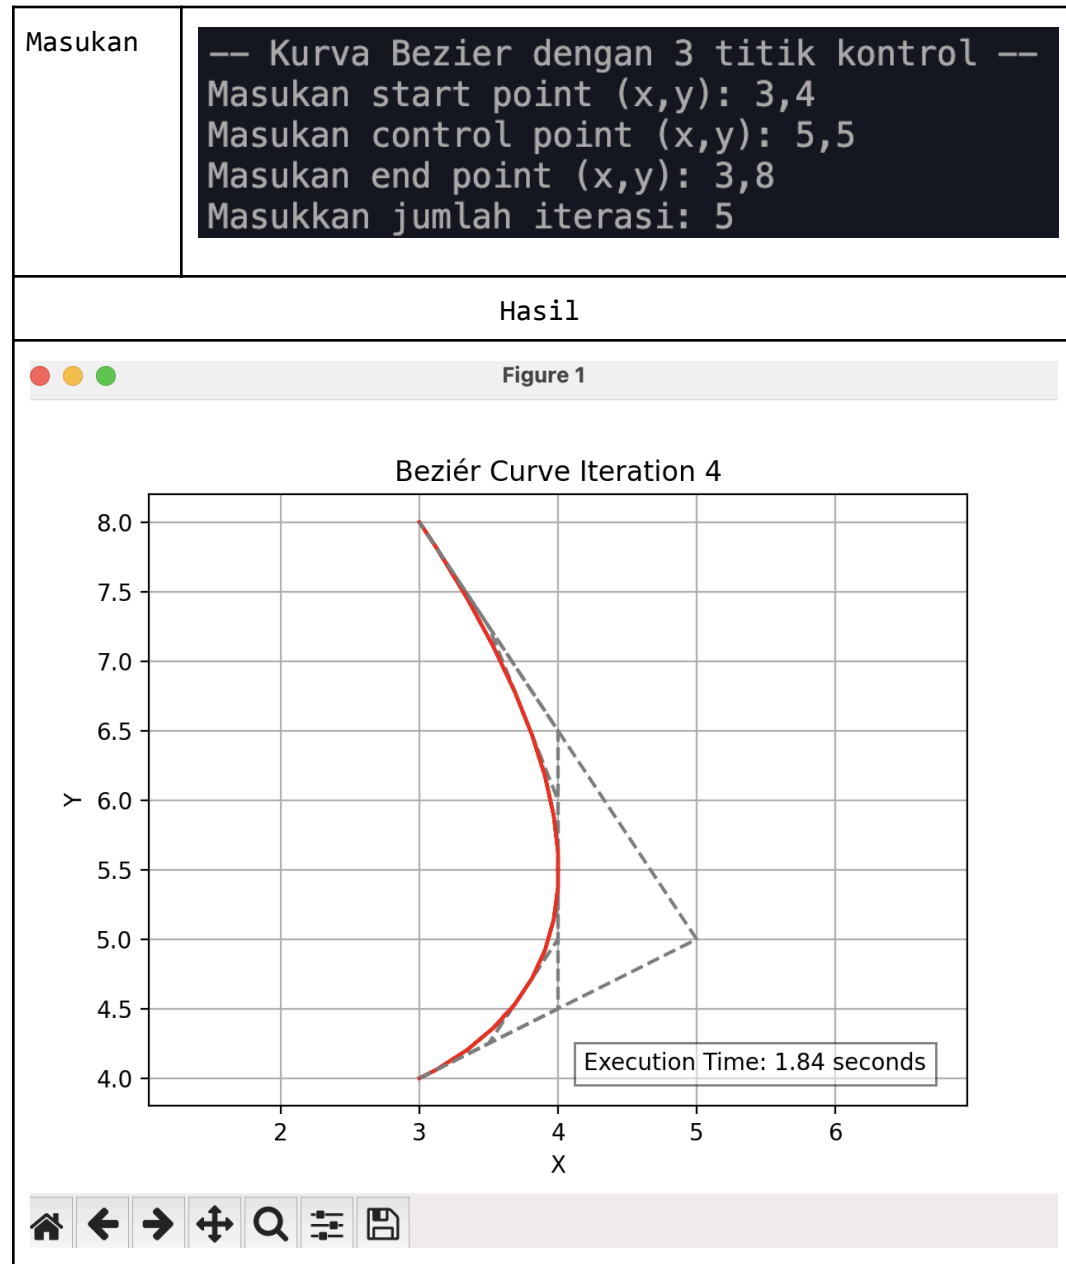 Masukan
-- Kurva Bezier dengan 3 titik kontrol --
Masukan start point (x,y): 3,4
Masukan control point (x,y): 5,5
Masukan end point (x,y): 3,8
Masukkan jumlah iterasi: 5
Hasil
Figure 1
Beziér Curve Iteration 4
8.0
7.5
7.0
6.5
6.0
5.5
5.0
4.5
4.0
Y
Execution Time: 1.84 seconds
2 3 4 5 6
X